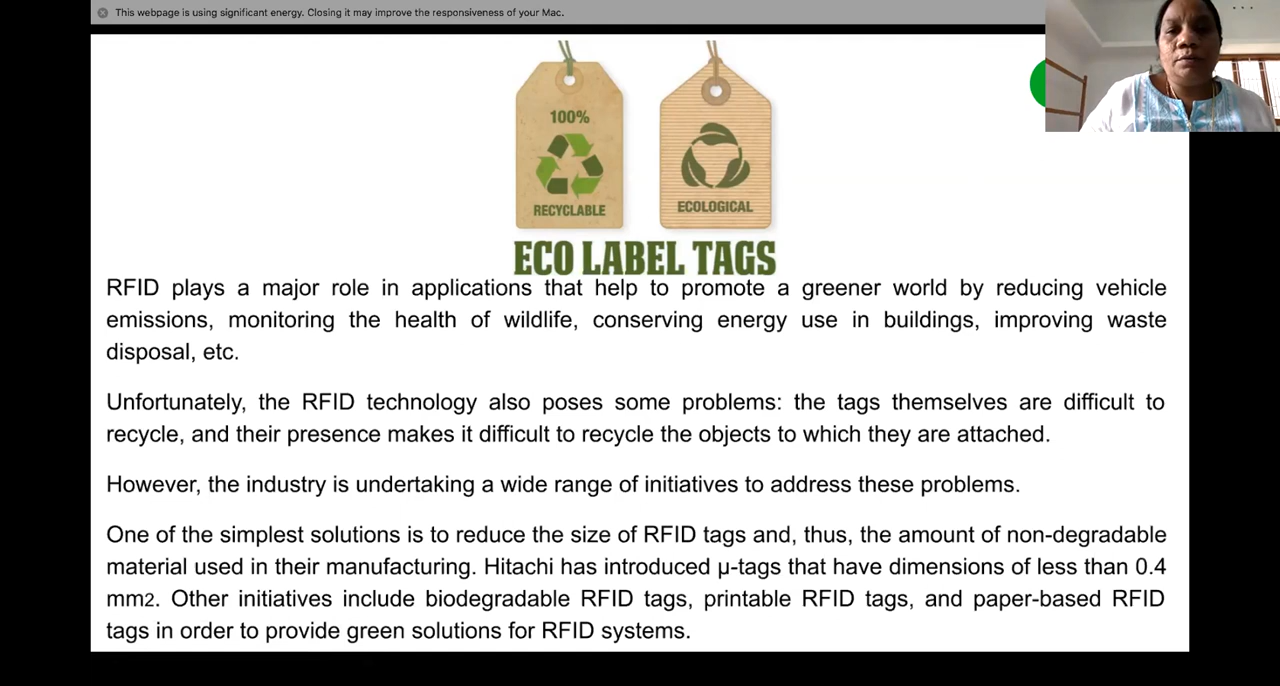 This webpage is using significant energy. Closing it may improve the responsiveness of your Mac.
100%
RECYCLABLE
ECOLOGICAL
ECO LABEL TAGS
RFID plays a major role in applications that help to promote a greener world by reducing vehicle
emissions, monitoring the health of wildlife, conserving energy use in buildings, improving waste
disposal, etc.
Unfortunately, the RFID technology also poses some problems: the tags themselves are difficult to
recycle, and their presence makes it difficult to recycle the objects to which they are attached.
However, the industry is undertaking a wide range of initiatives to address these problems.
One of the simplest solutions is to reduce the size of RFID tags and, thus, the amount of non-degradable
material used in their manufacturing. Hitachi has introduced μ-tags that have dimensions of less than 0.4
mm2. Other initiatives include biodegradable RFID tags, printable RFID tags, and paper-based RFID
tags in order to provide green solutions for RFID systems.